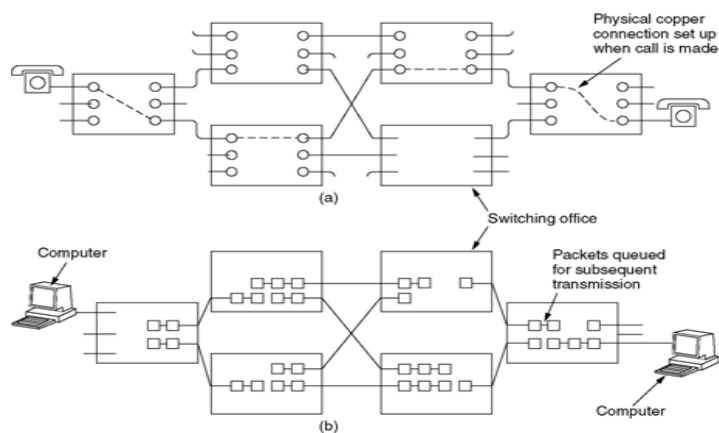 Physical copper
connection set up
when call is made
(a)
Switching office
Computer
Packets queued
for subsequent
transmission
Computer
(b)